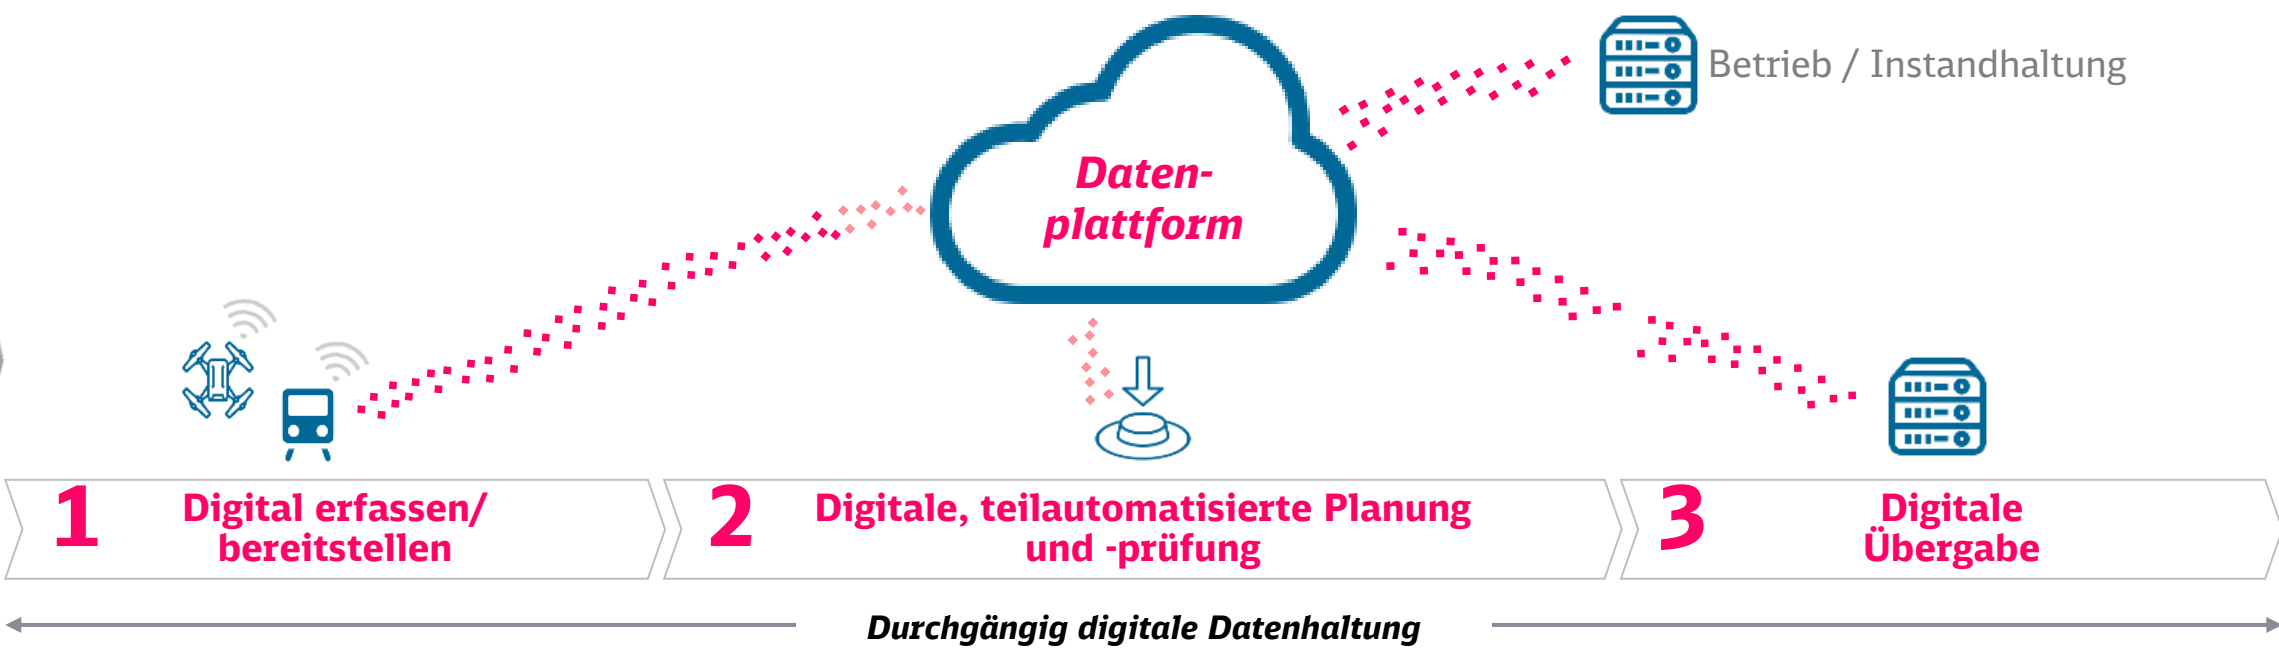 Betrieb / Instandhaltung
Daten-
plattform
1
Digital erfassen/
bereitstellen
2
Digitale, teilautomatisierte Planung
und -prüfung
3
Digitale
Übergabe
Durchgängig digitale Datenhaltung